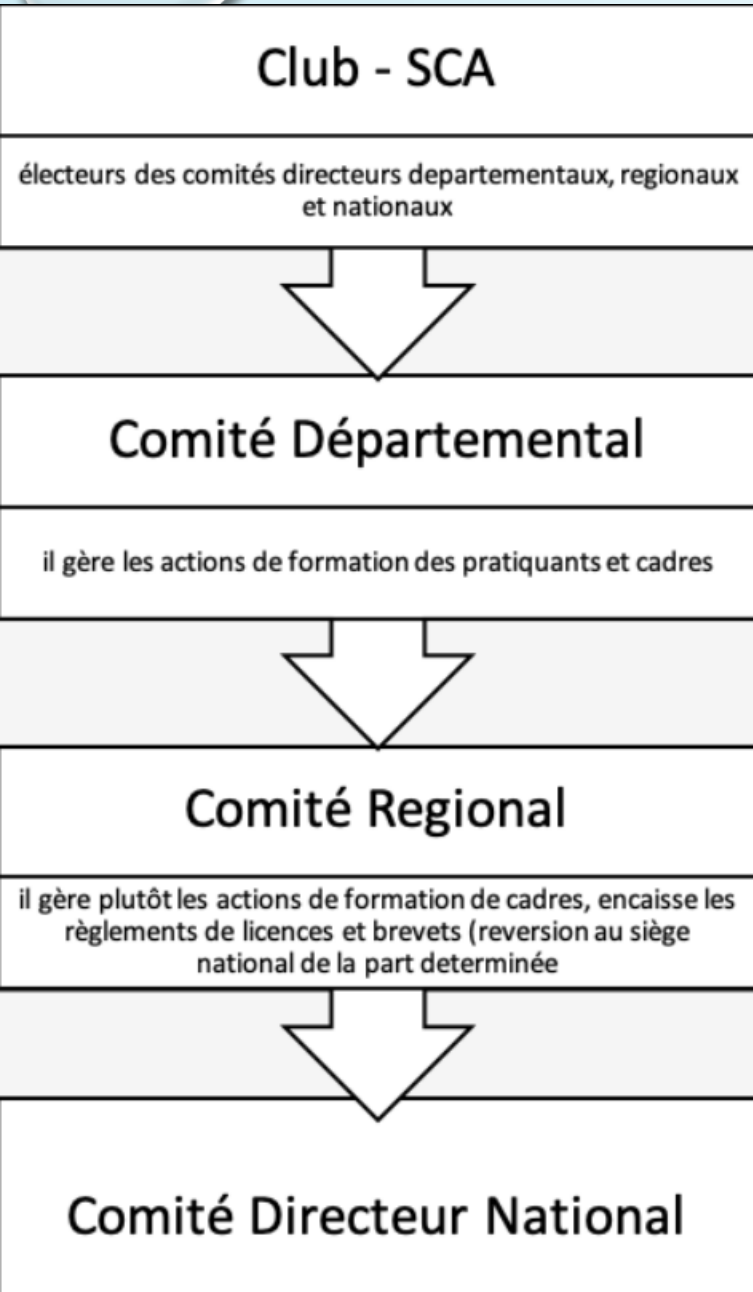 Club - SCA
électeurs des comités directeurs departementaux, regionaux
et nationaux
Comité Départemental
il gère les actions de formation des pratiquants et cadres
Comité Regional
il gère plutôt les actions de formation de cadres, encaisse les
règlements de licences et brevets (reversion au siège
national de la part determinée
Comité Directeur National